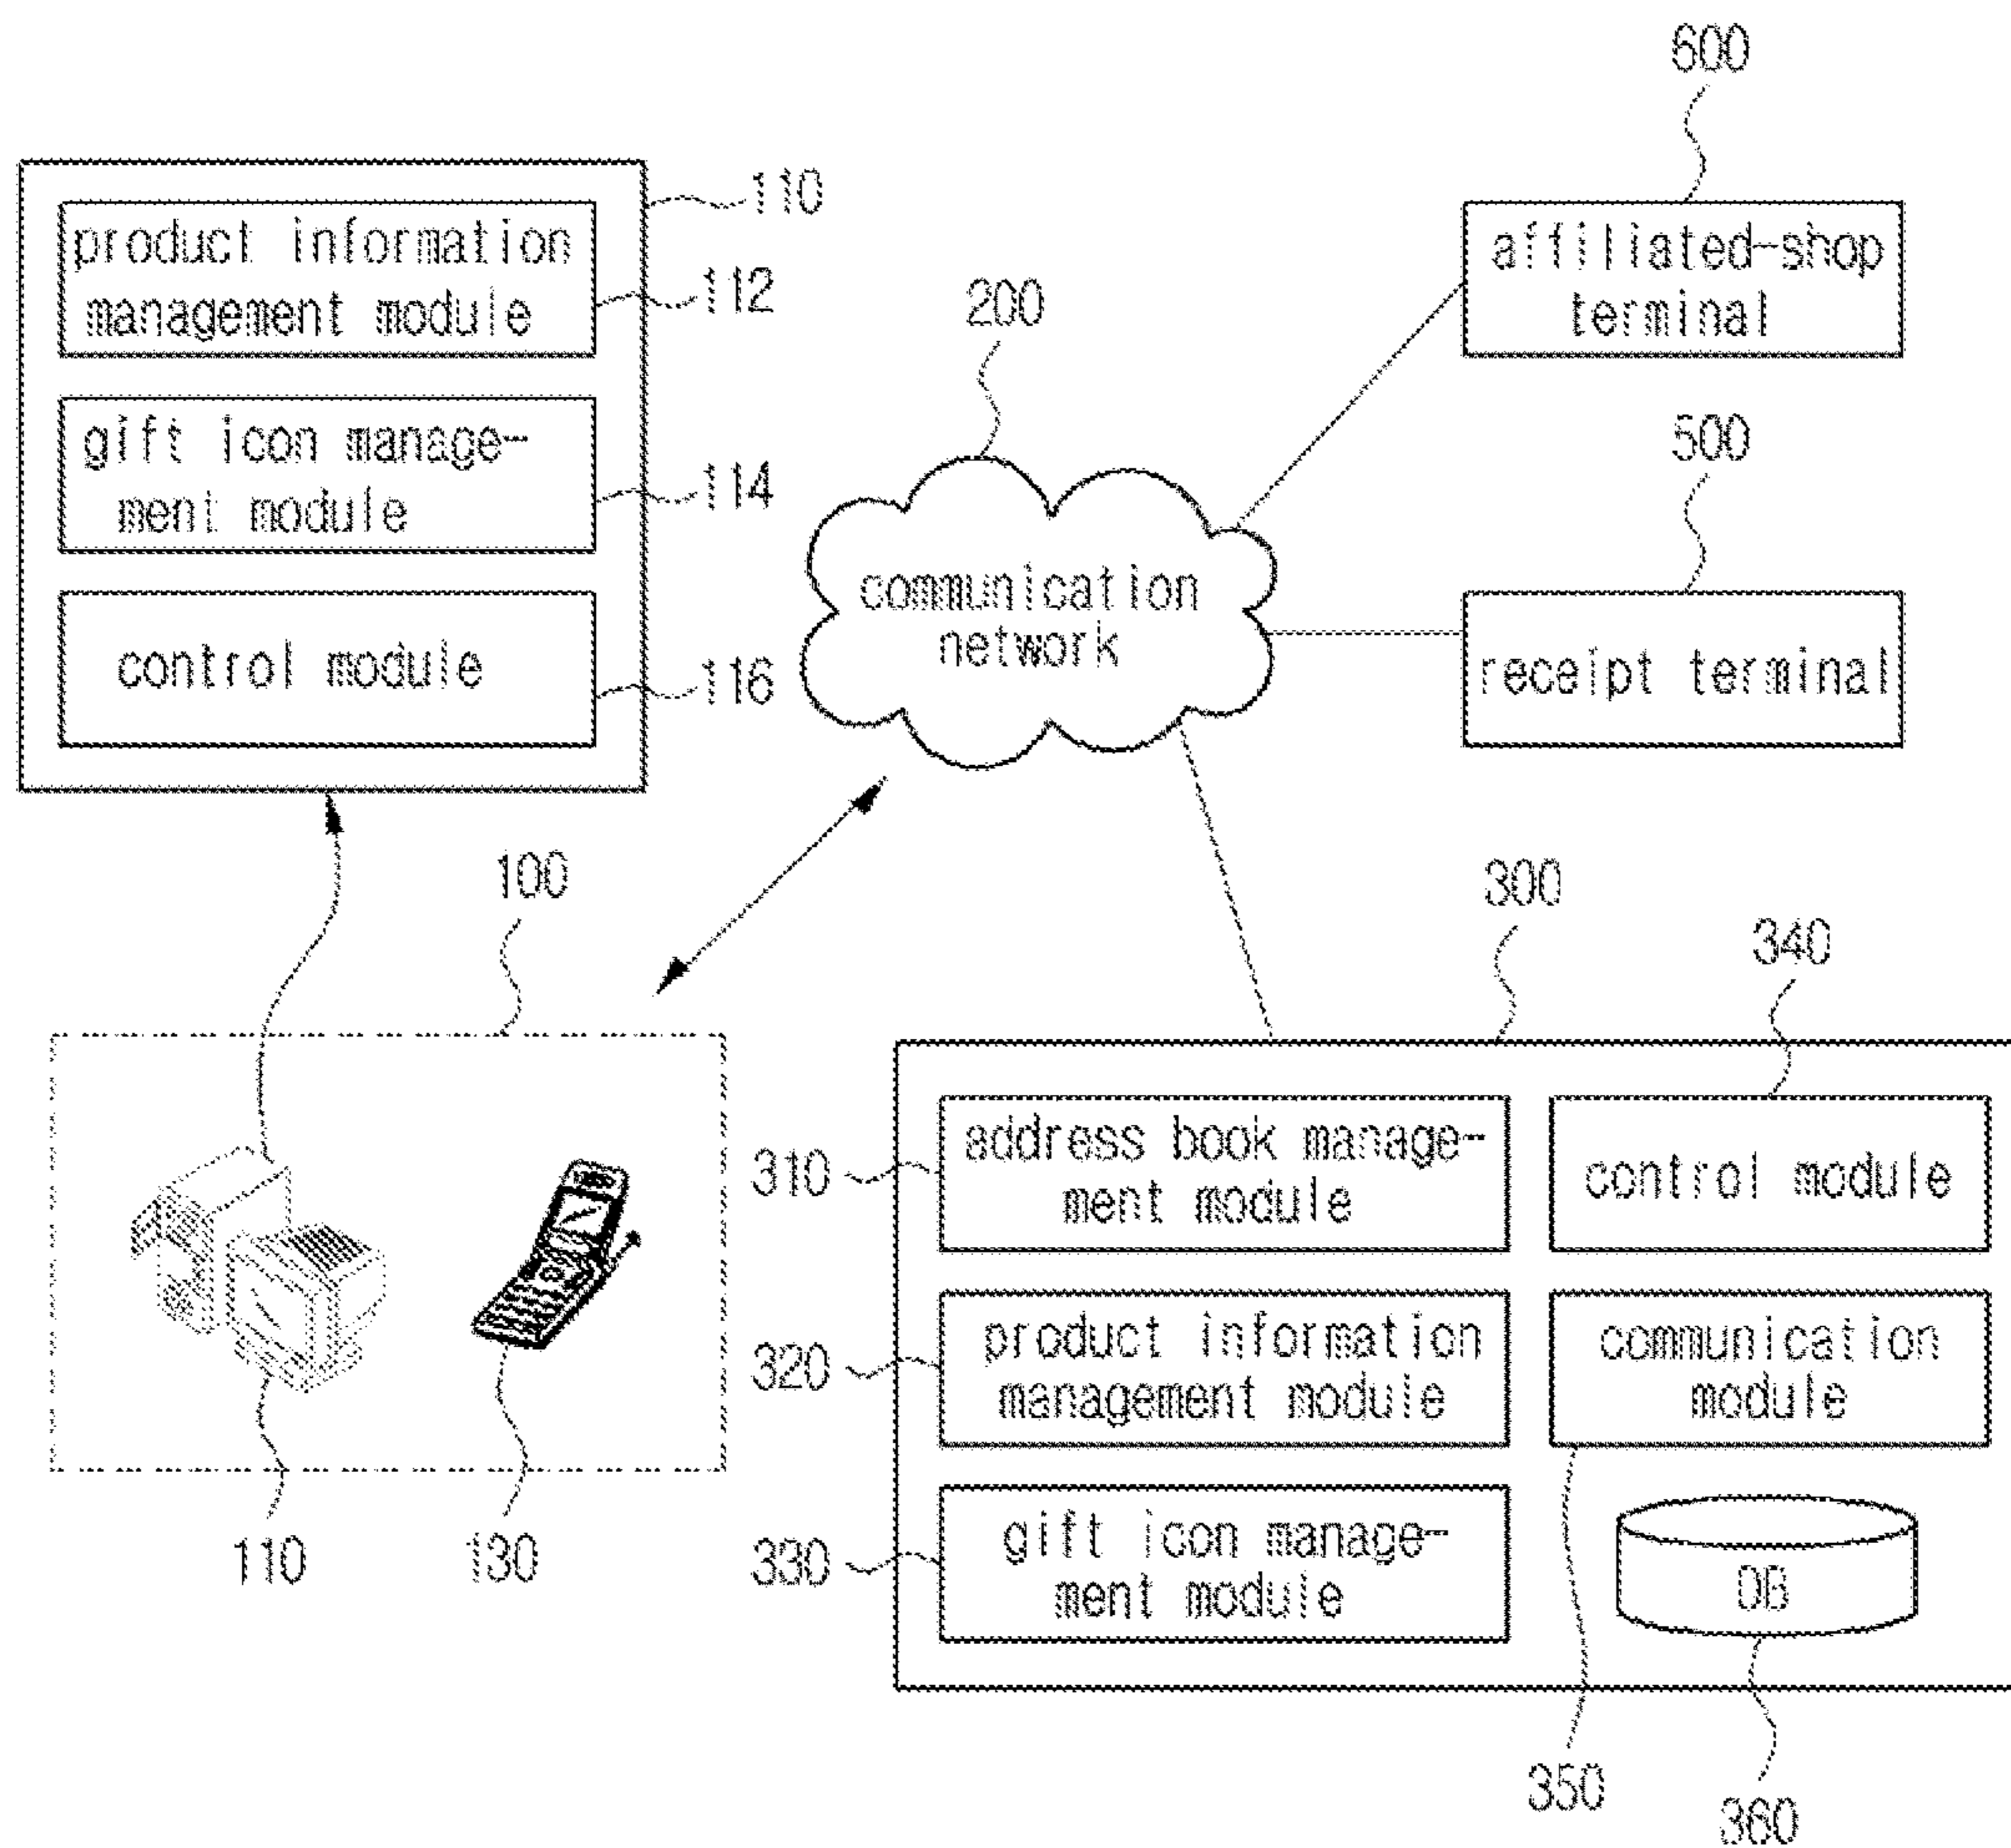 600
110
product information
management module
112
affiliated-shop
terminal
200
gift icon manage-
ment module
114
500
communication
network
control module
116
receipt terminal
100
300
340
310
address book manage-
ment module
control module
320
product information
management module
communication
module
110
130
330
gift icon manage-
ment module
DB
350
360